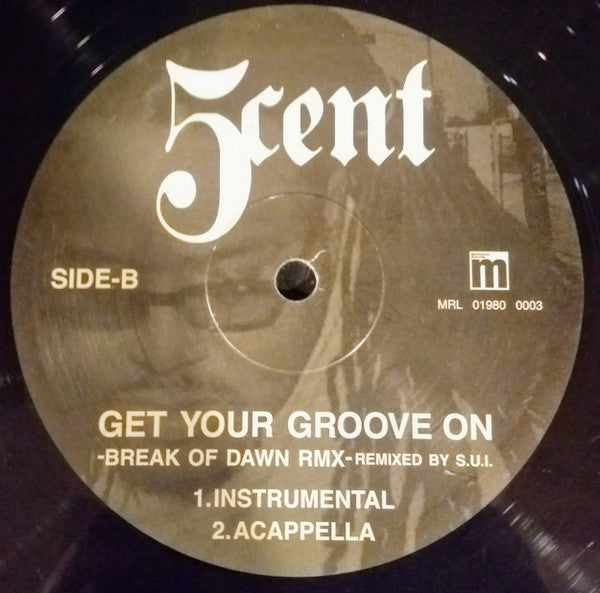 5cent
SIDE-B
m
MRL 01980 0003
GET YOUR GROOVE ON
-BREAK OF DAWN RMX-REMIXED BY S.U.I.
1.INSTRUMENTAL
2.ACAPPELLA